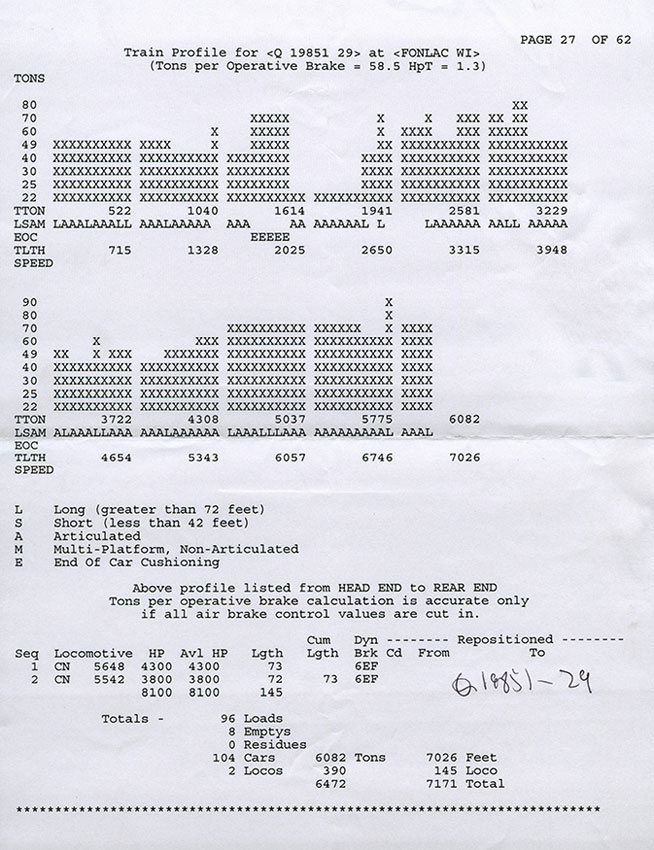 PAGE 27 OF 62
Train Profile for <Q 19851 29> at <FONLAC WI>
(Tons per Operative Brake = 58.5 HpT = 1.3)
TONS
80 XX
70 XXXXX X X XXX XX XX
60 X XXXXX X XXXX XXX XXXXX
49 XXXXXXXXXX XXXX X XXXXX XX XXXXXXXXXX XXXXXXXXXX
40 XXXXXXXXXX XXXXXXXXXX XXXXXXXX XXXX XXXXXXXXXX XXXXXXXXXX
30 XXXXXXXXXX XXXXXXXXXX XXXXXXXX XXXX XXXXXXXXXX XXXXXXXXXX
25 XXXXXXXXXX XXXXXXXXXX XXXXXXXX XXXX XXXXXXXXXX XXXXXXXXXX
22 XXXXXXXXXX XXXXXXXXXX XXXXXXXXXX XXXXXXXXXX XXXXXXXXXX XXXXXXXXXX
TTON 522 1040 1614 1941 2581 3229
LSAM LAAALAAALL AAALAAAAA AAA AA AAAAAAL L LAAAAAA AALL AAAAA
EOC EEEEE
TLTH 715 1328 2025 2650 3315 3948
SPEED
90 X
80 X
70 XXXXXXXXXX XXXXXX X XXXX
60 X XXX XXXXXXXXXX XXXXXXXXXX XXXX
49 XX X XXX XXXXXXX XXXXXXXXXX XXXXXXXXXX XXXX
40 XXXXXXXXXX XXXXXXXXXX XXXXXXXXXX XXXXXXXXXX XXXX
30 XXXXXXXXXX XXXXXXXXXX XXXXXXXXXX XXXXXXXXXX XXXX
25 XXXXXXXXXX XXXXXXXXXX XXXXXXXXXX XXXXXXXXXX XXXX
22 XXXXXXXXXX XXXXXXXXXX XXXXXXXXXX XXXXXXXXXX XXXX
TTON 3722 4308 5037 5775 6082
LSAM ALAAALLAAA AAALAAAAAA LAAALLLAAA AAAAAAAAAL AAAL
EOC
TLTH 4654 5343 6057 6746 7026
SPEED
L Long (greater than 72 feet)
S Short (less than 42 feet)
A Articulated
M Multi-Platform, Non-Articulated
E End Of Car Cushioning
Above profile listed from HEAD END to REAR END
Tons per operative brake calculation is accurate only
if all air brake control values are cut in.
Cum Dyn -------- Repositioned --------
Seq Locomotive HP Avl HP Lgth Lgth Brk Cd From To
1 CN 5648 4300 4300 73 6EF
2 CN 5542 3800 3800 72 73 6EF
8100 8100 145
Q19851-29
Totals - 96 Loads
8 Emptys
0 Residues
104 Cars 6082 Tons 7026 Feet
2 Locos 390 145 Loco
6472 7171 Total
***************************************************************************